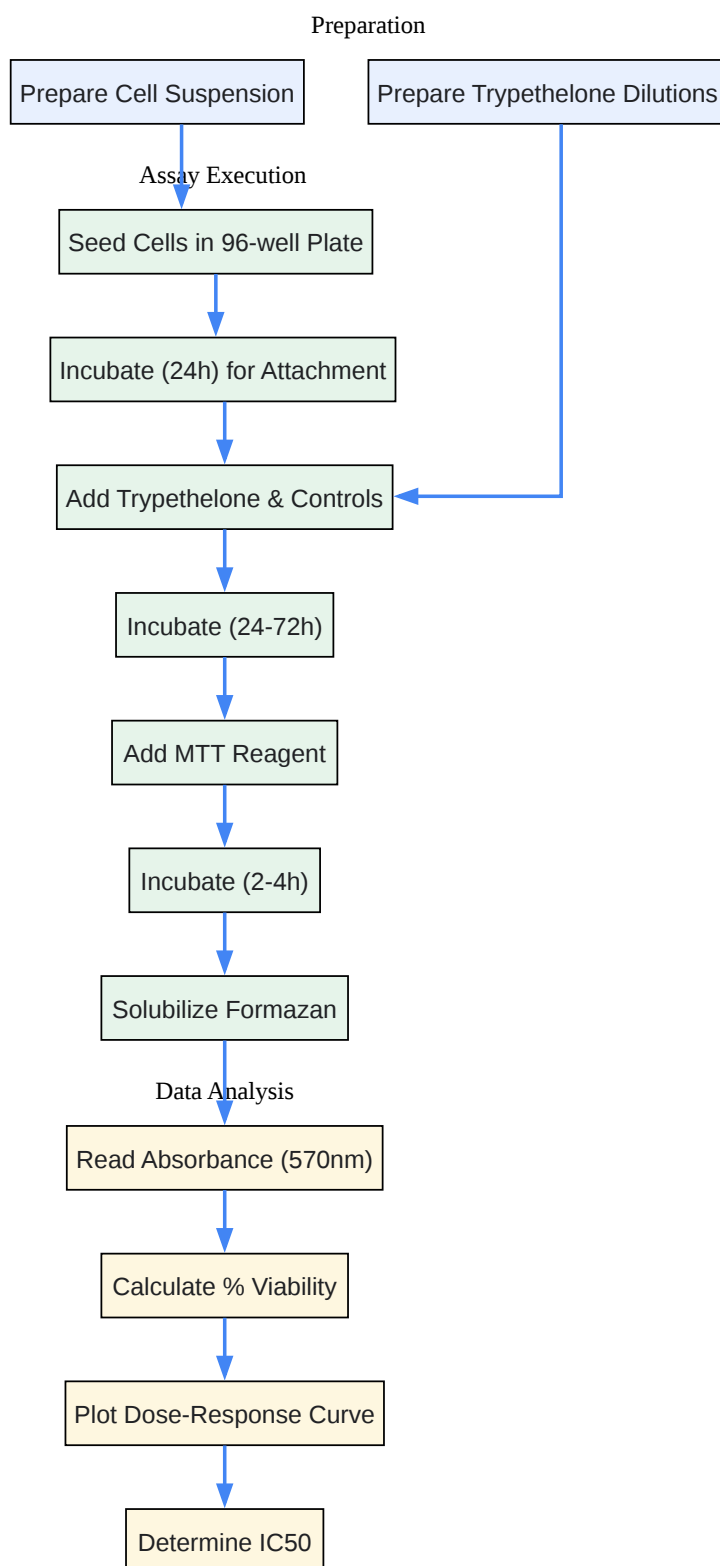 Preparation
Prepare Cell Suspension
Prepare Trypethelone Dilutions
Assay Execution
Seed Cells in 96-well Plate
Incubate (24h) for Attachment
Add Trypethelone & Controls
Incubate (24-72h)
Add MTT Reagent
Incubate (2-4h)
Solubilize Formazan
Data Analysis
Read Absorbance (570nm)
Calculate % Viability
Plot Dose-Response Curve
Determine IC50